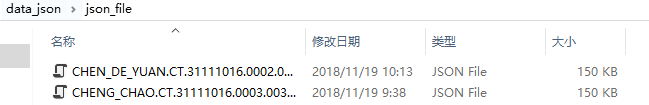 data_json > json_file
名称 修改日期 类型 大小
CHEN_DE_YUAN.CT.31111016.0002.0... 2018/11/19 10:13 JSON File 150 KB
CHENG_CHAO.CT.31111016.0003.003... 2018/11/19 9:38 JSON File 150 KB